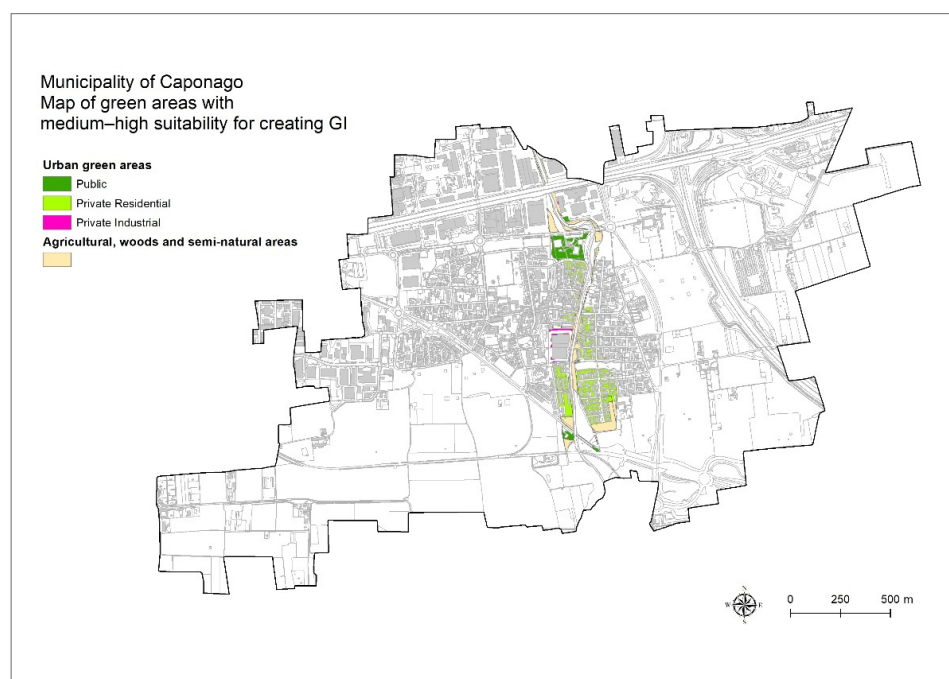 Municipality of Caponago
Map of green areas with
medium–high suitability for creating GI
Urban green areas
Public
Private Residential
Private Industrial
Agricultural, woods and semi-natural areas
N
W E
S
0 250 500 m